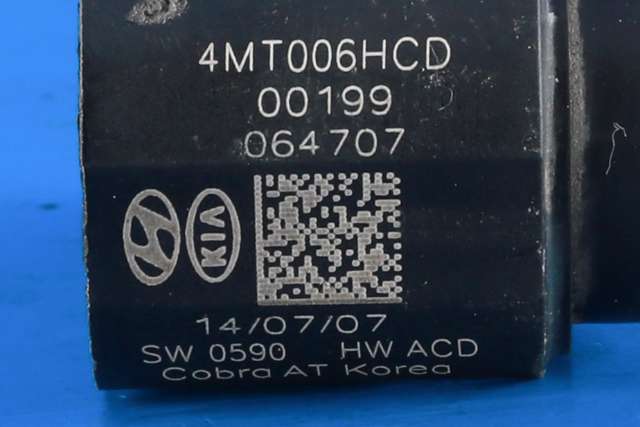 4MT006HCD
00199
064707
KIA
14/07/07
SW 0590 HW ACD
Cobra AT Korea